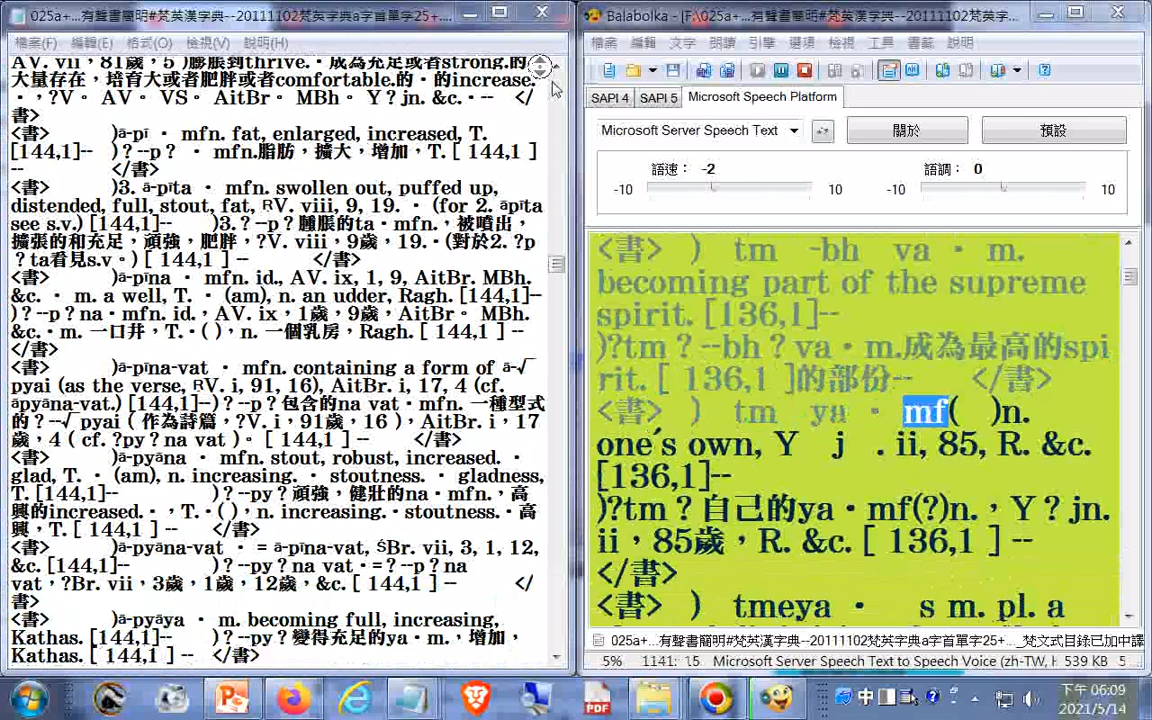 025a+...有聲書簡明#梵英漢字典--20111102梵英字典a字首單字25+...
檔案(F) 編輯(E) 格式(O) 檢視(V) 說明(H)
AV. vii，81歲，5 )膨脹到thrive.‧成為充足或者strong.的‧
大量存在，培育大或者肥胖或者comfortable.的‧的increase.
‧，?V。 AV。 VS。 AitBr。 MBh。 Y？jn. &c.‧-- </
書>
<書> )ā-pī ‧ mfn. fat, enlarged, increased, T.
[144,1]-- )？--p？ ‧ mfn.脂肪，擴大，增加，T. [ 144,1 ]
-- </書>
<書> )3. ā-pīta ‧ mfn. swollen out, puffed up,
distended, full, stout, fat, RV. viii, 9, 19. ‧ (for 2. āpīta
see s.v.) [144,1]-- )3.？--p？腫脹的ta‧mfn.，被噴出，
擴張的和充足，頑強，肥胖，?V. viii，9歲，19.‧(對於2. ?p
？ta看見s.v。) [ 144,1 ] -- </書>
<書> )ā-pīna ‧ mfn. id., AV. ix, 1, 9, AitBr. MBh.
&c. ‧ m. a well, T. ‧ (am), n. an udder, Ragh. [144,1]--
)？--p？na‧mfn. id.，AV. ix，1歲，9歲，AitBr。 MBh.
&c.‧m. 一口井，T.‧( )，n. 一個乳房，Ragh. [ 144,1 ] --
</書>
<書> )ā-pīna-vat ‧ mfn. containing a form of ā-√
pyai (as the verse, RV. i, 91, 16), AitBr. i, 17, 4 (cf.
āpyāna-vat.) [144,1]--)？--p？包含的na vat‧mfn. 一種型式
的？--√ pyai ( 作為詩篇，?V. i，91歲，16 )，AitBr. i，17
歲，4 ( cf. ?py？na vat )。 [ 144,1 ] -- </書>
<書> )ā-pyāna ‧ mfn. stout, robust, increased. ‧
glad, T. ‧ (am), n. increasing. ‧ stoutness. ‧ gladness,
T. [144,1]-- )？--py？頑強，健壯的na‧mfn.，高
興的increased.‧，T.‧( )，n. increasing.‧stoutness.‧高
興，T. [ 144,1 ] -- </書>
<書> )ā-pyāna-vat ‧ = ā-pīna-vat, ŚBr. vii, 3, 1, 12,
&c. [144,1]-- )？--py？na vat‧=？--p？na
vat，?Br. vii，3歲，1歲，12歲，&c. [ 144,1 ] -- </
書>
<書> )ā-pyāya ‧ m. becoming full, increasing,
Kathas. [144,1]-- )？--py？變得充足的ya‧m.，增加，
Kathas. [ 144,1 ] -- </書>
Balabolka - [F:\025a+...有聲書簡明#梵英漢字典--20111102梵英字...
檔案 編輯 文字 閱讀 引擎 選項 檢視 工具 書籤 說明
SAPI 4 SAPI 5 Microsoft Speech Platform
Microsoft Server Speech Text 關於 預設
語速： -2 語調： 0
-10 10 -10 10
<書> ) tm -bh va ‧ m.
becoming part of the supreme
spirit. [136,1]--
)?tm？--bh？va‧m.成為最高的spi
rit. [ 136,1 ]的部份-- </書>
<書> ) tm ya ‧ mf( )n.
one's own, Y j . ii, 85, R. &c.
[136,1]--
)?tm？自己的ya‧mf(?)n.，Y？jn.
ii，85歲，R. &c. [ 136,1 ] --
</書>
<書> ) tmeya ‧ s m. pl. a
025a+...有聲書簡明#梵英漢字典--20111102梵英字典a字首單字25+..._梵文式目錄已加中譯
5% 1141: 15 Microsoft Server Speech Text to Speech Voice (zh-TW, H 539 KB 5
中
PDF
下午 06:09
2021/5/14